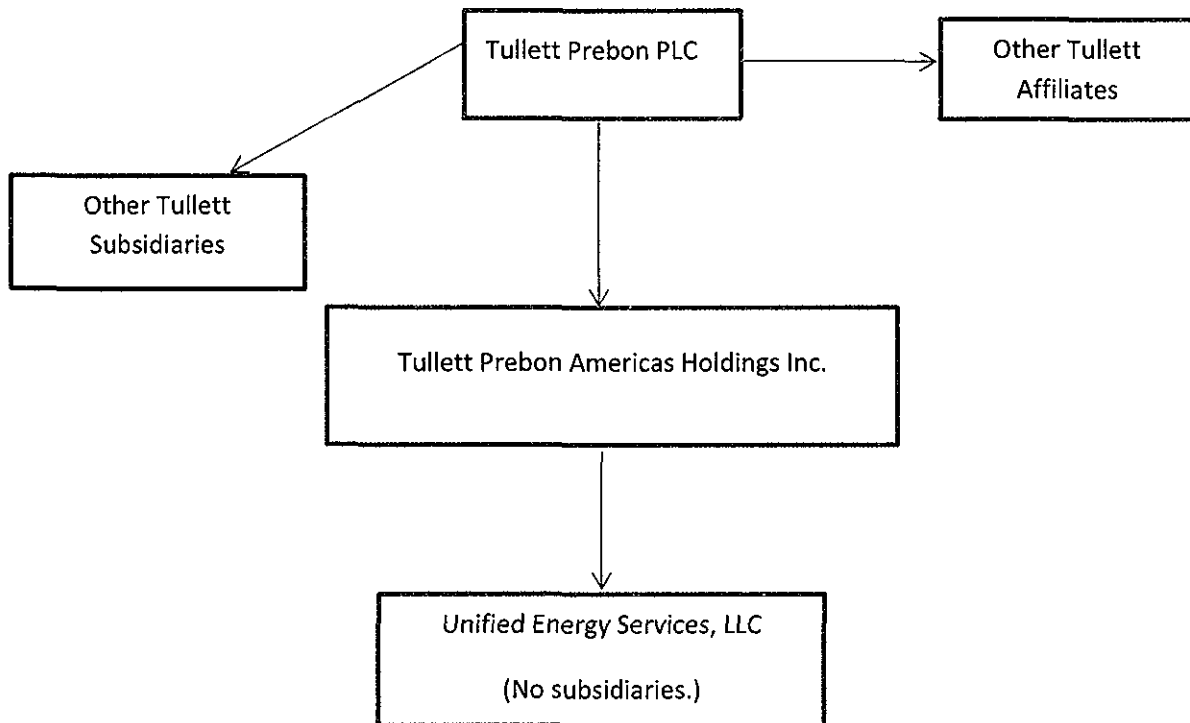 Tullett Prebon PLC
Other Tullett
Affiliates
Other Tullett
Subsidiaries
Tullett Prebon Americas Holdings Inc.
Unified Energy Services, LLC
(No subsidiaries.)